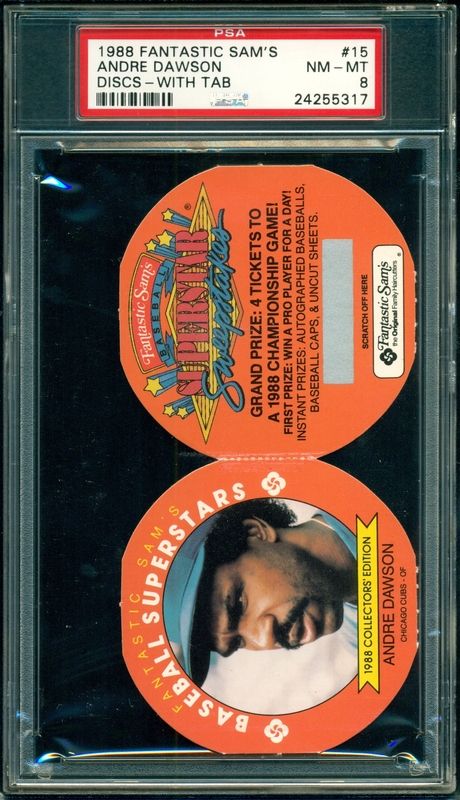 PSA
1988 FANTASTIC SAM'S #15
ANDRE DAWSON NM - MT
DISCS - WITH TAB 8
PSA
24255317
Fantastic Sam's
BASEBALL
SUPERSTAR
Sweepstakes
®
GRAND PRIZE: 4 TICKETS TO
A 1988 CHAMPIONSHIP GAME!
FIRST PRIZE: WIN A PRO PLAYER FOR A DAY!
INSTANT PRIZES: AUTOGRAPHED BASEBALLS,
BASEBALL CAPS, & UNCUT SHEETS.
SCRATCH OFF HERE
Fantastic Sam's®
the Original Family Haircutters
FANTASTIC SAM'S
BASEBALL SUPERSTARS
1988 COLLECTORS' EDITION
ANDRE DAWSON
CHICAGO CUBS - OF